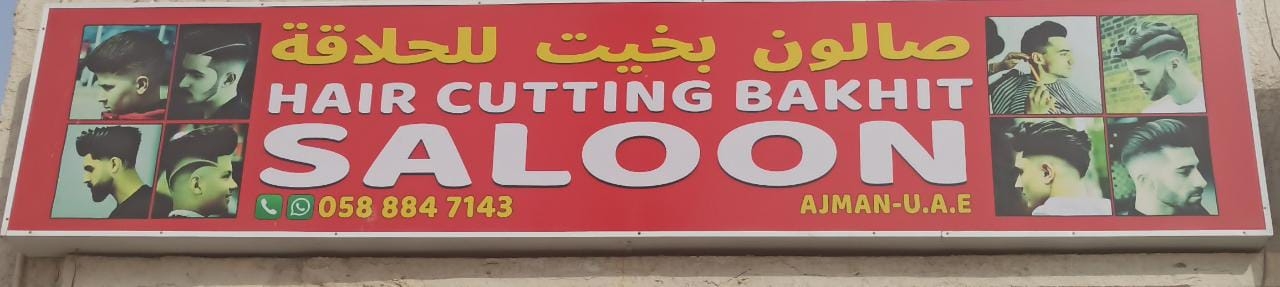 صالون بخيت للحلاقة
HAIR CUTTING BAKHIT
SALOON
058 884 7143
AJMAN-U.A.E